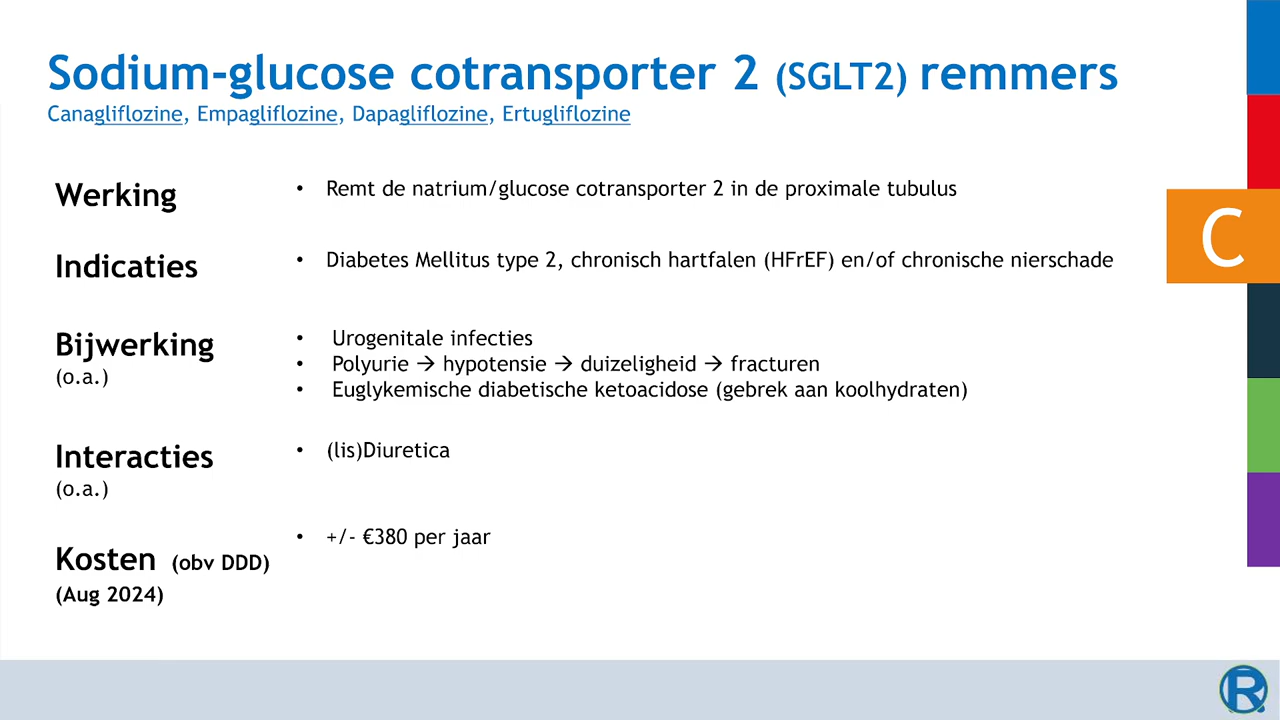 Sodium-glucose cotransporter 2 (SGLT2) remmers
Canagliflozine, Empagliflozine, Dapagliflozine, Ertugliflozine
Werking
• Remt de natrium/glucose cotransporter 2 in de proximale tubulus
C
Indicaties
• Diabetes Mellitus type 2, chronisch hartfalen (HFrEF) en/of chronische nierschade
Bijwerking
(o.a.)
• Urogenitale infecties
• Polyurie → hypotensie → duizeligheid → fracturen
• Euglykemische diabetische ketoacidose (gebrek aan koolhydraten)
Interacties
(o.a.)
• (lis)Diuretica
Kosten (obv DDD)
(Aug 2024)
• +/- €380 per jaar
R